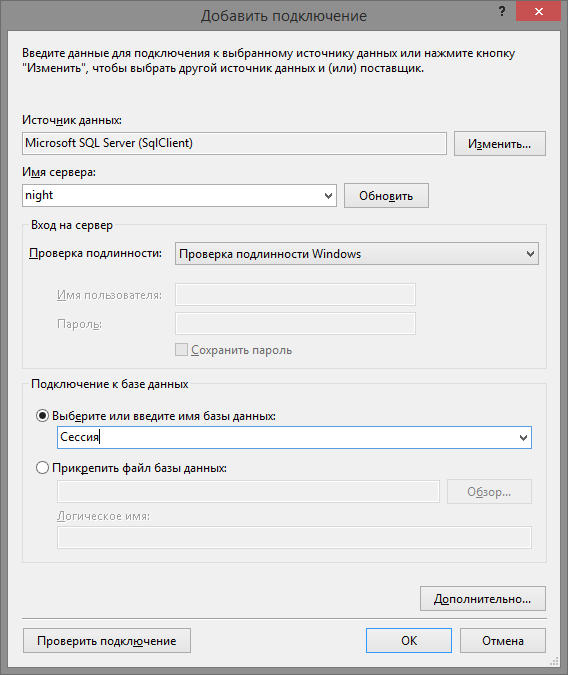 Добавить подключение
?
Введите данные для подключения к выбранному источнику данных или нажмите кнопку
"Изменить", чтобы выбрать другой источник данных и (или) поставщик.
Источник данных:
Microsoft SQL Server (SqlClient)
Изменить...
Имя сервера:
night
Обновить
Вход на сервер
Проверка подлинности:
Проверка подлинности Windows
Имя пользователя:
Пароль:
Сохранить пароль
Подключение к базе данных
Выберите или введите имя базы данных:
Сессия
Прикрепить файл базы данных:
Обзор...
Логическое имя:
Дополнительно...
Проверить подключение
ОК
Отмена